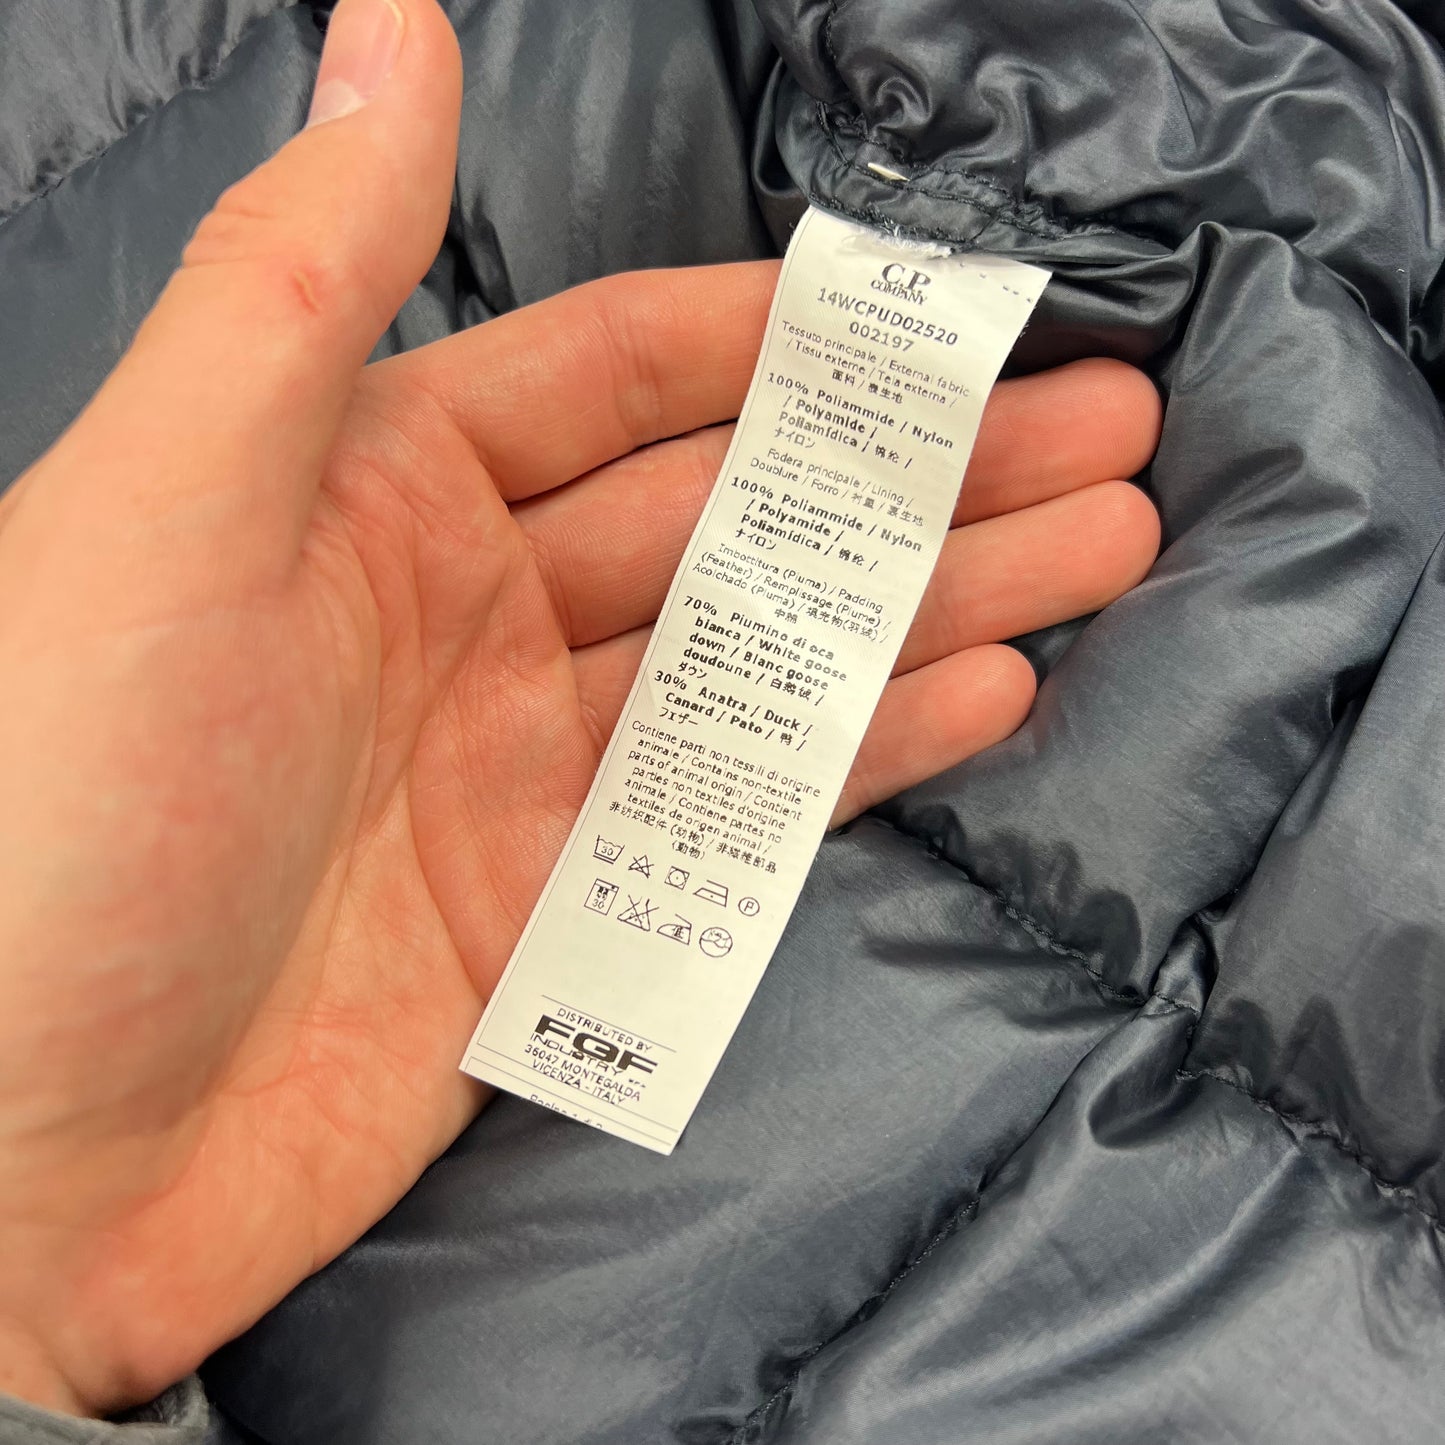 C.P.
COMPANY
14WCPUD02520
002197
Tessuto principale / External fabric
/ Tissu externe / Tela externa /
面料 / 表生地
100% Poliammide / Nylon
/ Polyamide /
Poliamídica / 锦纶 /
ナイロン
Fodera principale / Lining /
Doublure / Forro / 衬里 / 裏生地
100% Poliammide / Nylon
/ Polyamide /
Poliamídica / 锦纶 /
ナイロン
Imbottitura (Piuma) / Padding
(Feather) / Remplissage (Plume) /
Acolchado (Piuma) / 填充物(羽绒) /
中綿
70% Piumino di oca
bianca / White goose
down / Blanc goose
doudoune / 白鹅绒 /
ダウン
30% Anatra / Duck /
Canard / Pato / 鸭 /
フェザー
Contiene parti non tessili di origine
animale / Contains non-textile
parts of animal origin / Contient
parties non textiles d'origine
animale / Contiene partes no
textiles de origen animal /
非纺织配件 (动物) / 非繊維部品
(動物)
30
P
30
低
DISTRIBUTED BY
FGF
INDUSTRY
36047 MONTEGALDA
VICENZA - ITALY